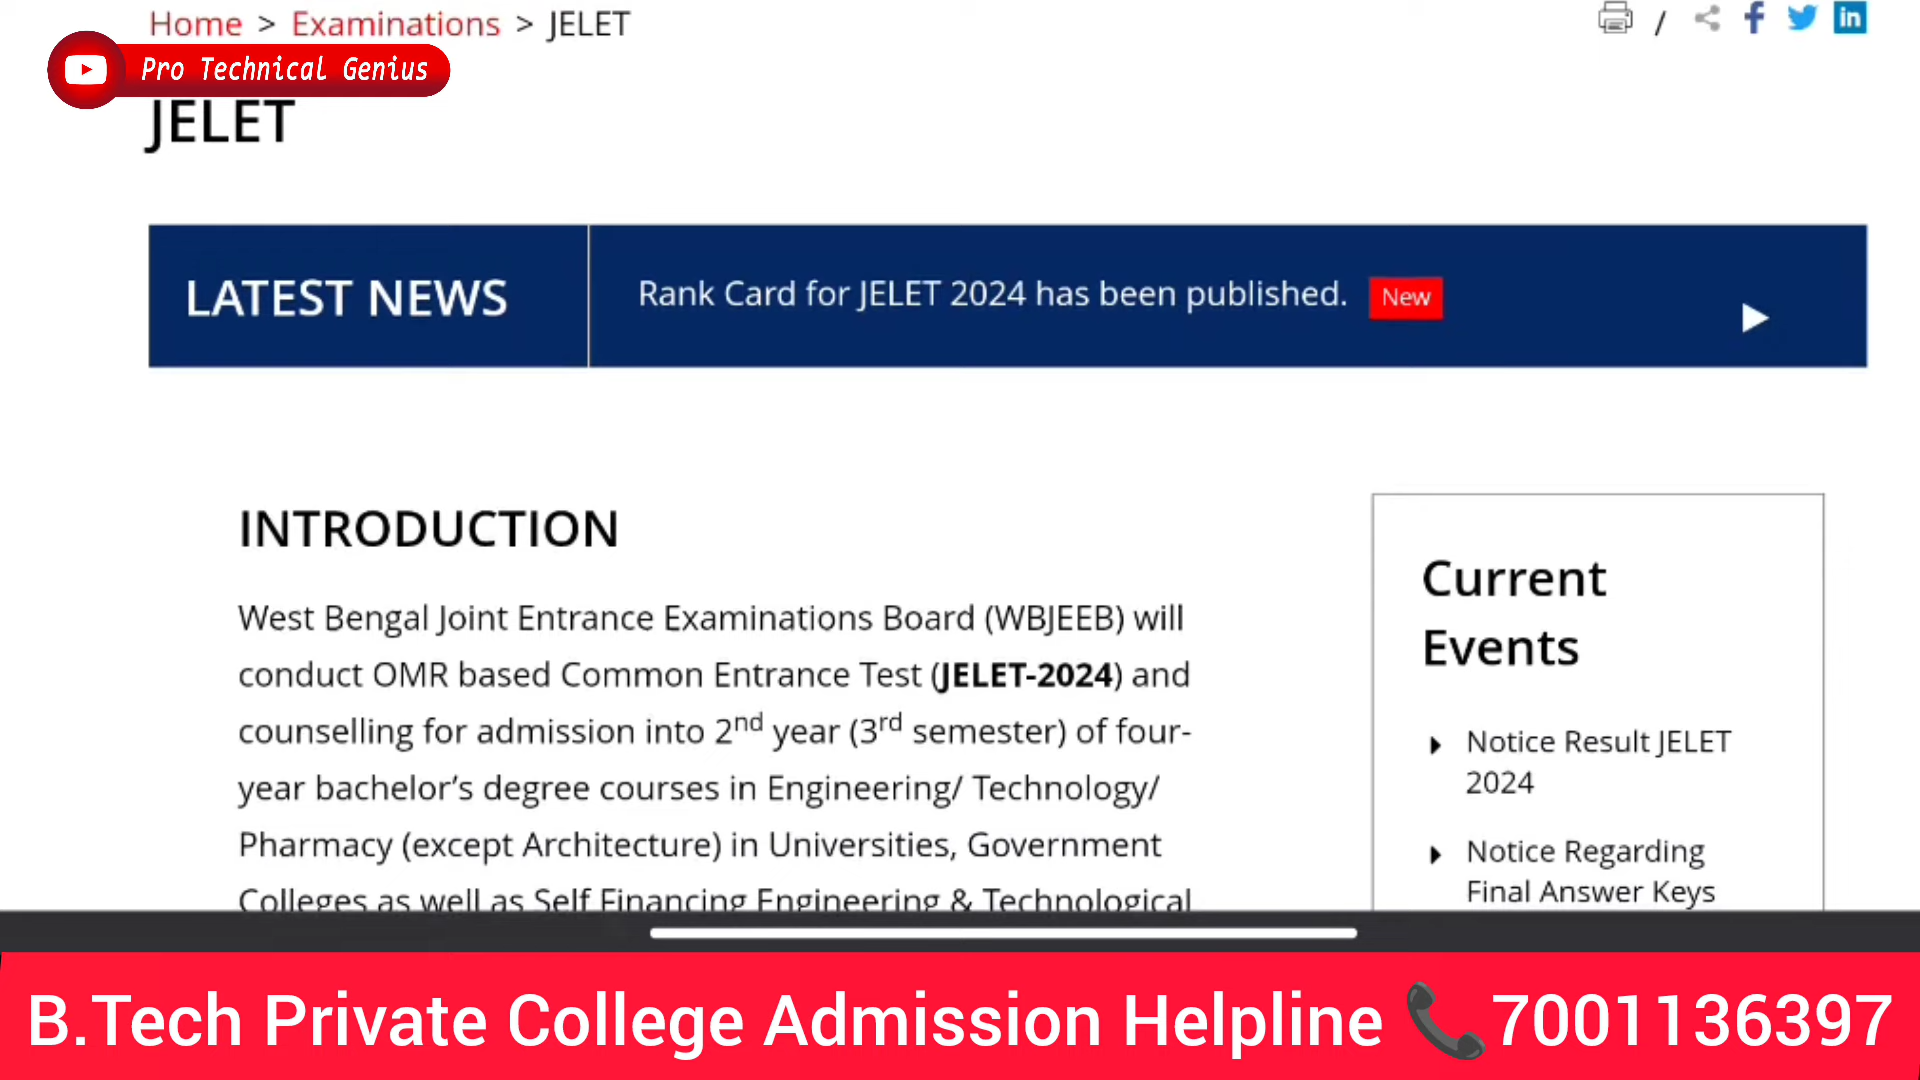 Home > Examinations > JELET
Pro Technical Genius
JELET
LATEST NEWS
Rank Card for JELET 2024 has been published. New
INTRODUCTION
West Bengal Joint Entrance Examinations Board (WBJEEB) will
conduct OMR based Common Entrance Test (JELET-2024) and
counselling for admission into 2nd year (3rd semester) of four-
year bachelor’s degree courses in Engineering/ Technology/
Pharmacy (except Architecture) in Universities, Government
Colleges as well as Self Financing Engineering & Technological
Current
Events
Notice Result JELET
2024
Notice Regarding
Final Answer Keys
B.Tech Private College Admission Helpline 7001136397